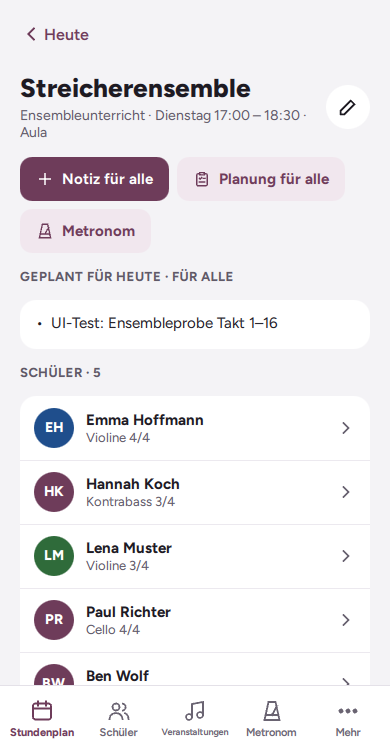 Heute
Streicherensemble
Ensembleunterricht · Dienstag 17:00 – 18:30 ·
Aula
Notiz für alle
Planung für alle
Metronom
GEPLANT FÜR HEUTE · FÜR ALLE
• UI-Test: Ensembleprobe Takt 1–16
SCHÜLER · 5
EH
Emma Hoffmann
Violine 4/4
HK
Hannah Koch
Kontrabass 3/4
LM
Lena Muster
Violine 3/4
PR
Paul Richter
Cello 4/4
BW
Ben Wolf
Stundenplan
Schüler
Veranstaltungen
Metronom
Mehr